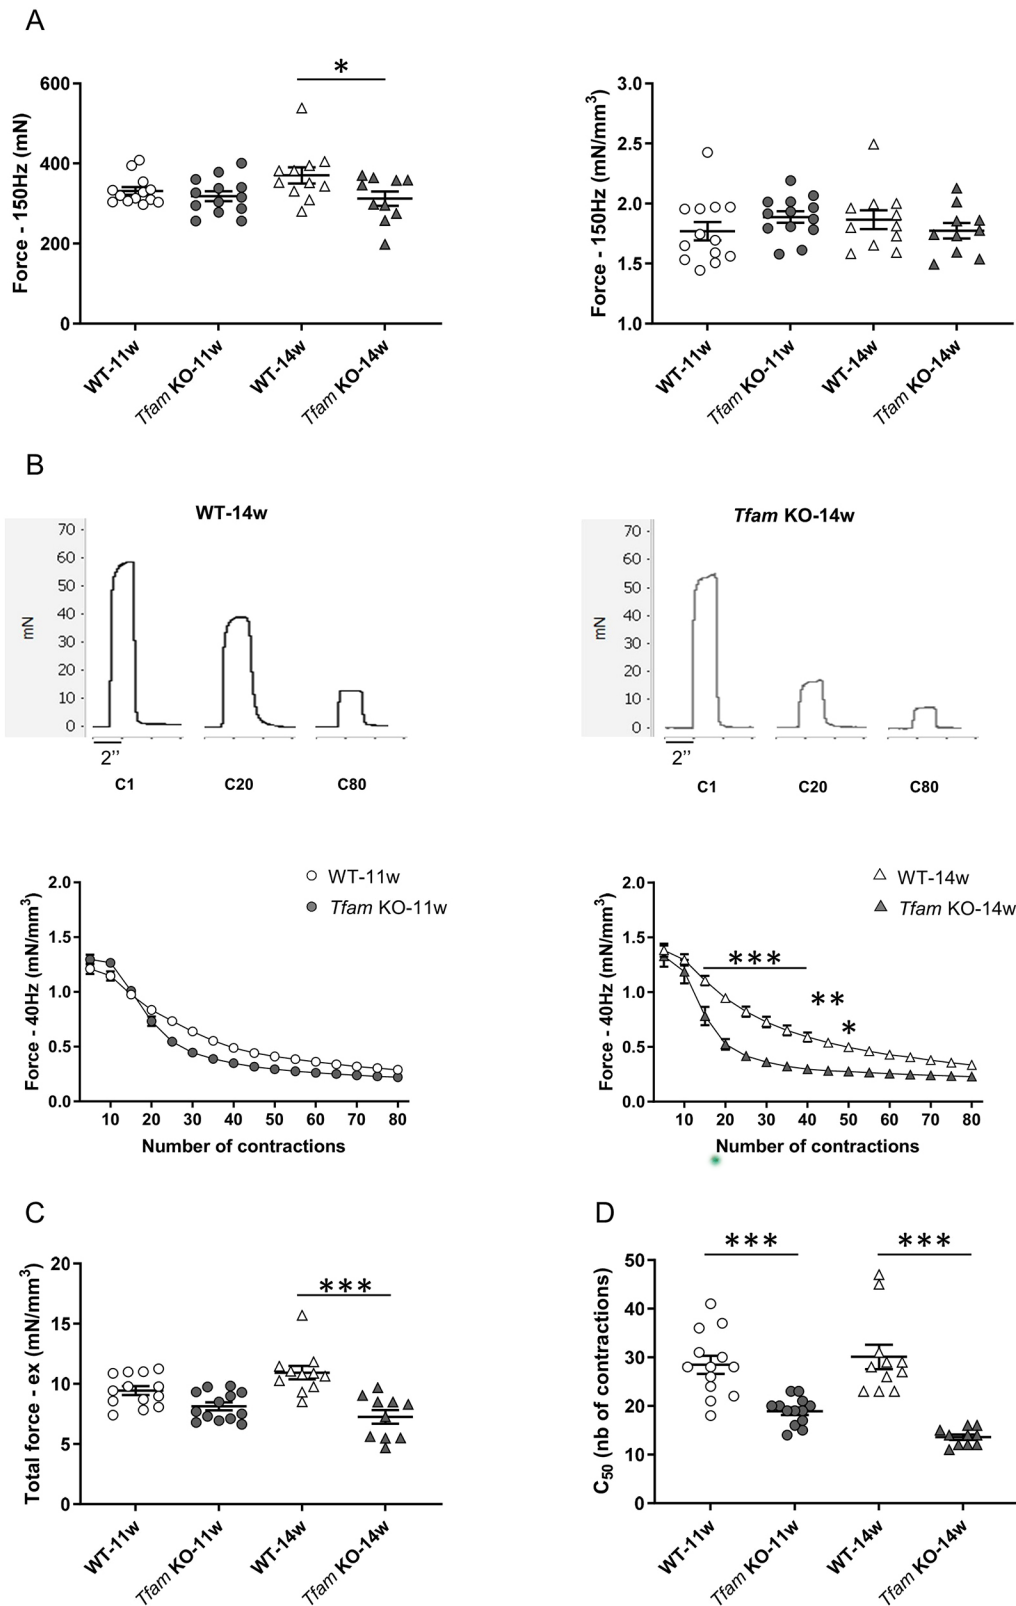 A
*
600
400
200
0
Force - 150Hz (mN)
WT-11w
Tfam KO-11w
WT-14w
Tfam KO-14w
3.0
2.5
2.0
1.5
1.0
Force - 150Hz (mN/mm³)
WT-11w
Tfam KO-11w
WT-14w
Tfam KO-14w
B
WT-14w
70
60
50
40
30
20
10
0
mN
2’’
C1
C20
C80
Tfam KO-14w
70
60
50
40
30
20
10
0
mN
2’’
C1
C20
C80
WT-11w
Tfam KO-11w
2.0
1.5
1.0
0.5
0.0
Force - 40Hz (mN/mm³)
10 20 30 40 50 60 70 80
Number of contractions
WT-14w
Tfam KO-14w
2.0
1.5
1.0
0.5
0.0
Force - 40Hz (mN/mm³)
***
**
*
10 20 30 40 50 60 70 80
Number of contractions
C
***
20
15
10
5
0
Total force - ex (mN/mm³)
WT-11w
Tfam KO-11w
WT-14w
Tfam KO-14w
D
*** ***
50
40
30
20
10
0
C₅₀ (nb of contractions)
WT-11w
Tfam KO-11w
WT-14w
Tfam KO-14w